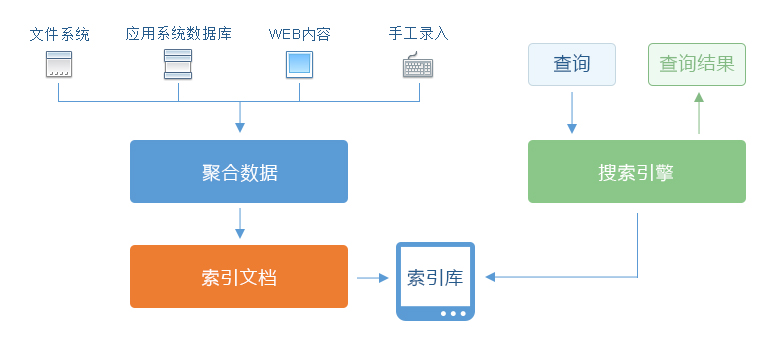 文件系统
应用系统数据库
WEB内容
手工录入
查询
查询结果
聚合数据
搜索引擎
索引文档
索引库